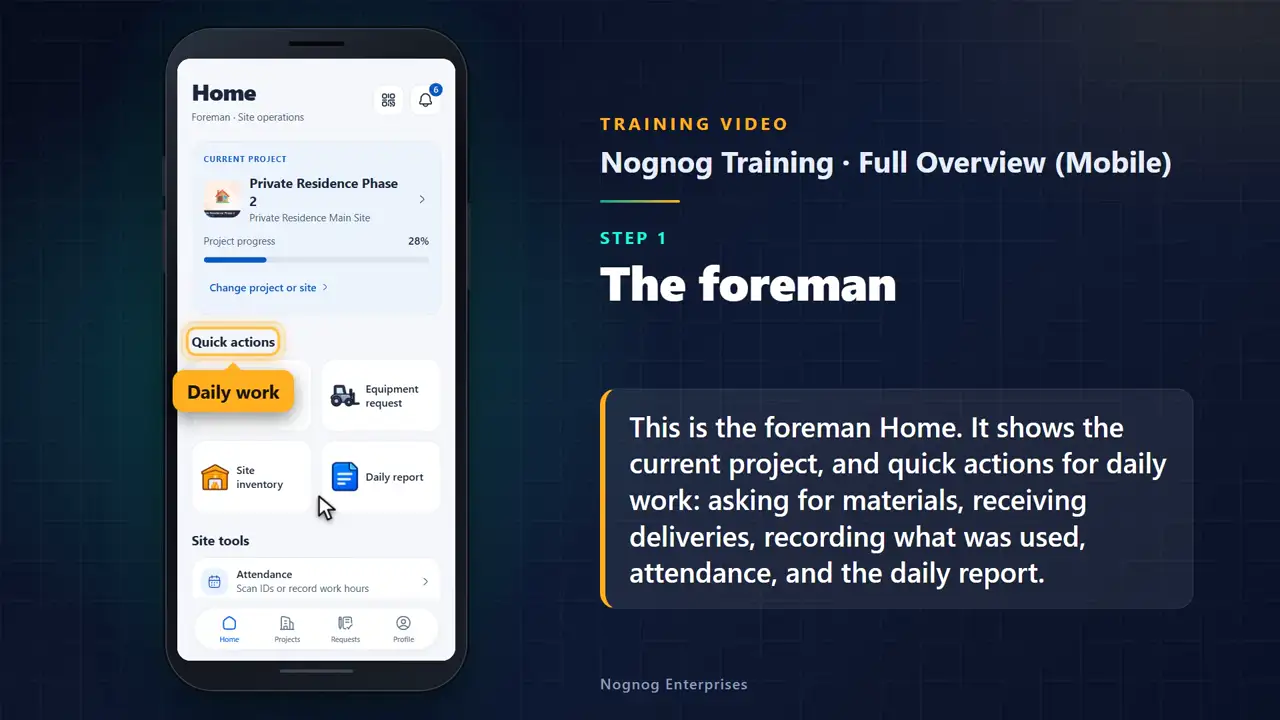 Home
Foreman · Site operations
6
CURRENT PROJECT
Private Residence Phase
2
Private Residence Main Site
Project progress
28%
Change project or site
Quick actions
Daily work
Equipment
request
Site
inventory
Daily report
Site tools
Attendance
Scan IDs or record work hours
Home
Projects
Requests
Profile
TRAINING VIDEO
Nognog Training · Full Overview (Mobile)
STEP 1
The foreman
This is the foreman Home. It shows the
current project, and quick actions for daily
work: asking for materials, receiving
deliveries, recording what was used,
attendance, and the daily report.
Nognog Enterprises